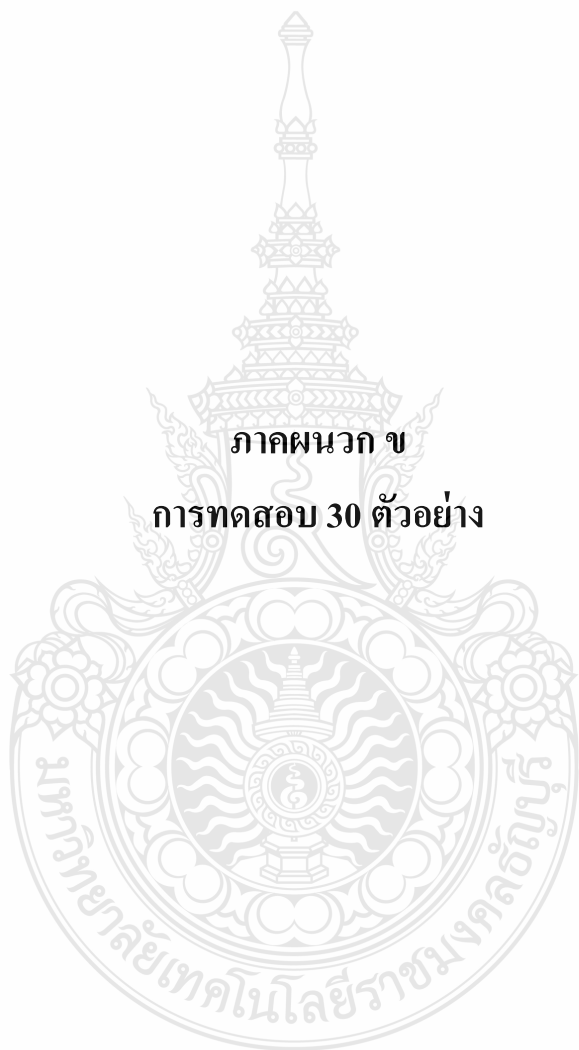 ภาคผนวก ข
การทดสอบ 30 ตัวอย่าง
มหาวิทยาลัยเทคโนโลยีราชมงคลธัญบุรี